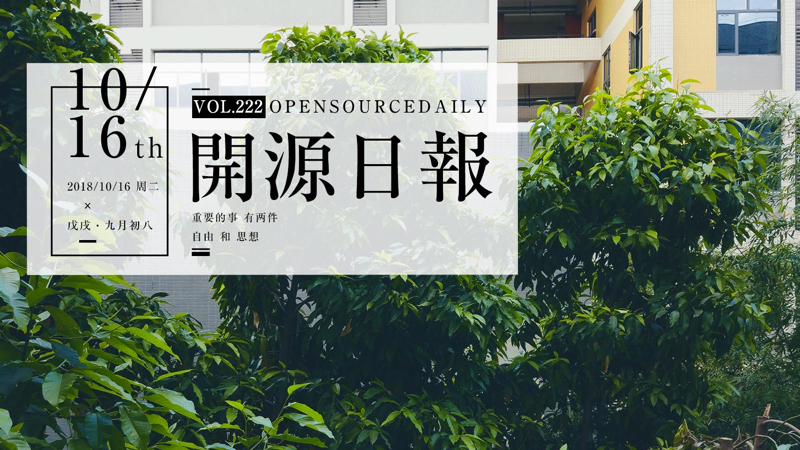 10/
16th
2018/10/16 周二
×
戊戌·九月初八
VOL.222 OPENSOURCEDAILY
開源日報
重要的事 有两件
自由 和 思想